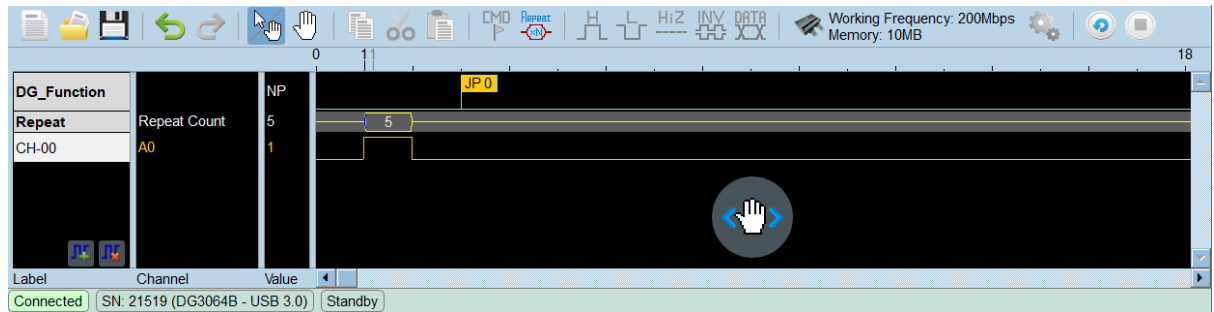 CMD Repeat ×N H L HiZ INV DATA Working Frequency: 200Mbps
Memory: 10MB
0 1 1 18
DG_Function NP JP 0
Repeat Repeat Count 5 5
CH-00 A0 1
Label Channel Value
Connected SN: 21519 (DG3064B - USB 3.0) Standby